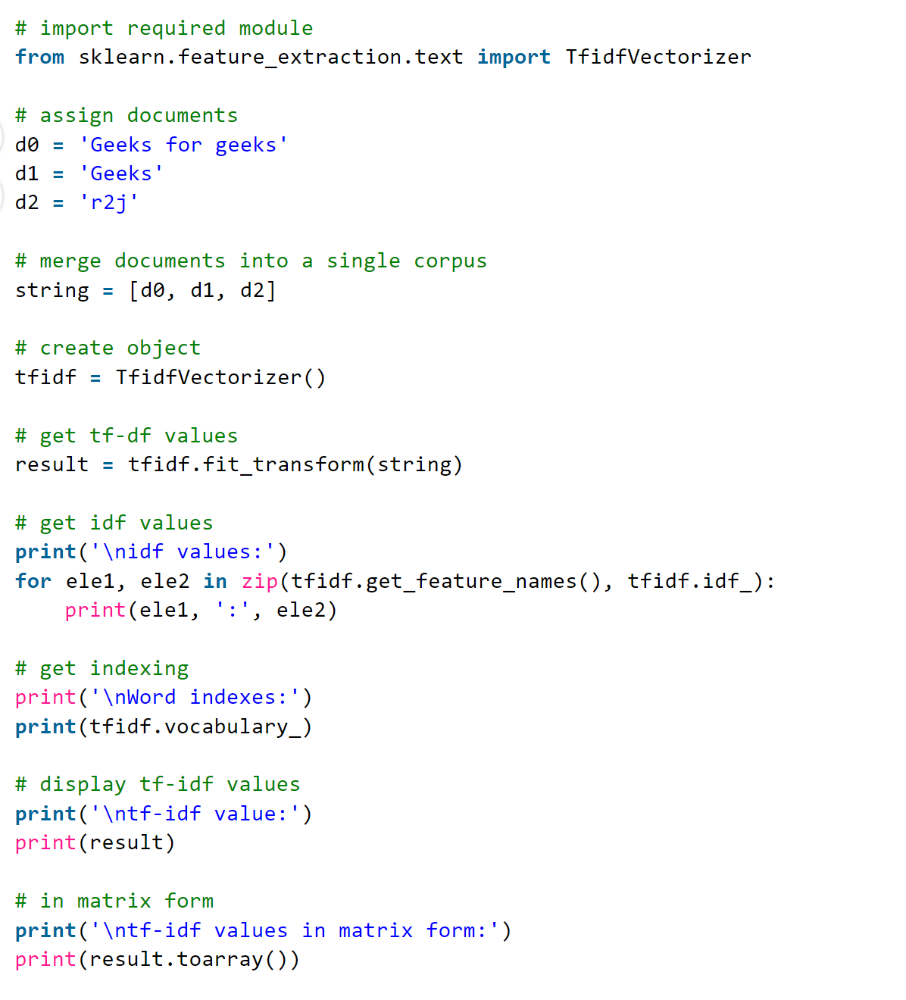 # import required module
from sklearn.feature_extraction.text import TfidfVectorizer

# assign documents
d0 = 'Geeks for geeks'
d1 = 'Geeks'
d2 = 'r2j'

# merge documents into a single corpus
string = [d0, d1, d2]

# create object
tfidf = TfidfVectorizer()

# get tf-df values
result = tfidf.fit_transform(string)

# get idf values
print('\nidf values:')
for ele1, ele2 in zip(tfidf.get_feature_names(), tfidf.idf_):
    print(ele1, ':', ele2)

# get indexing
print('\nWord indexes:')
print(tfidf.vocabulary_)

# display tf-idf values
print('\ntf-idf value:')
print(result)

# in matrix form
print('\ntf-idf values in matrix form:')
print(result.toarray())